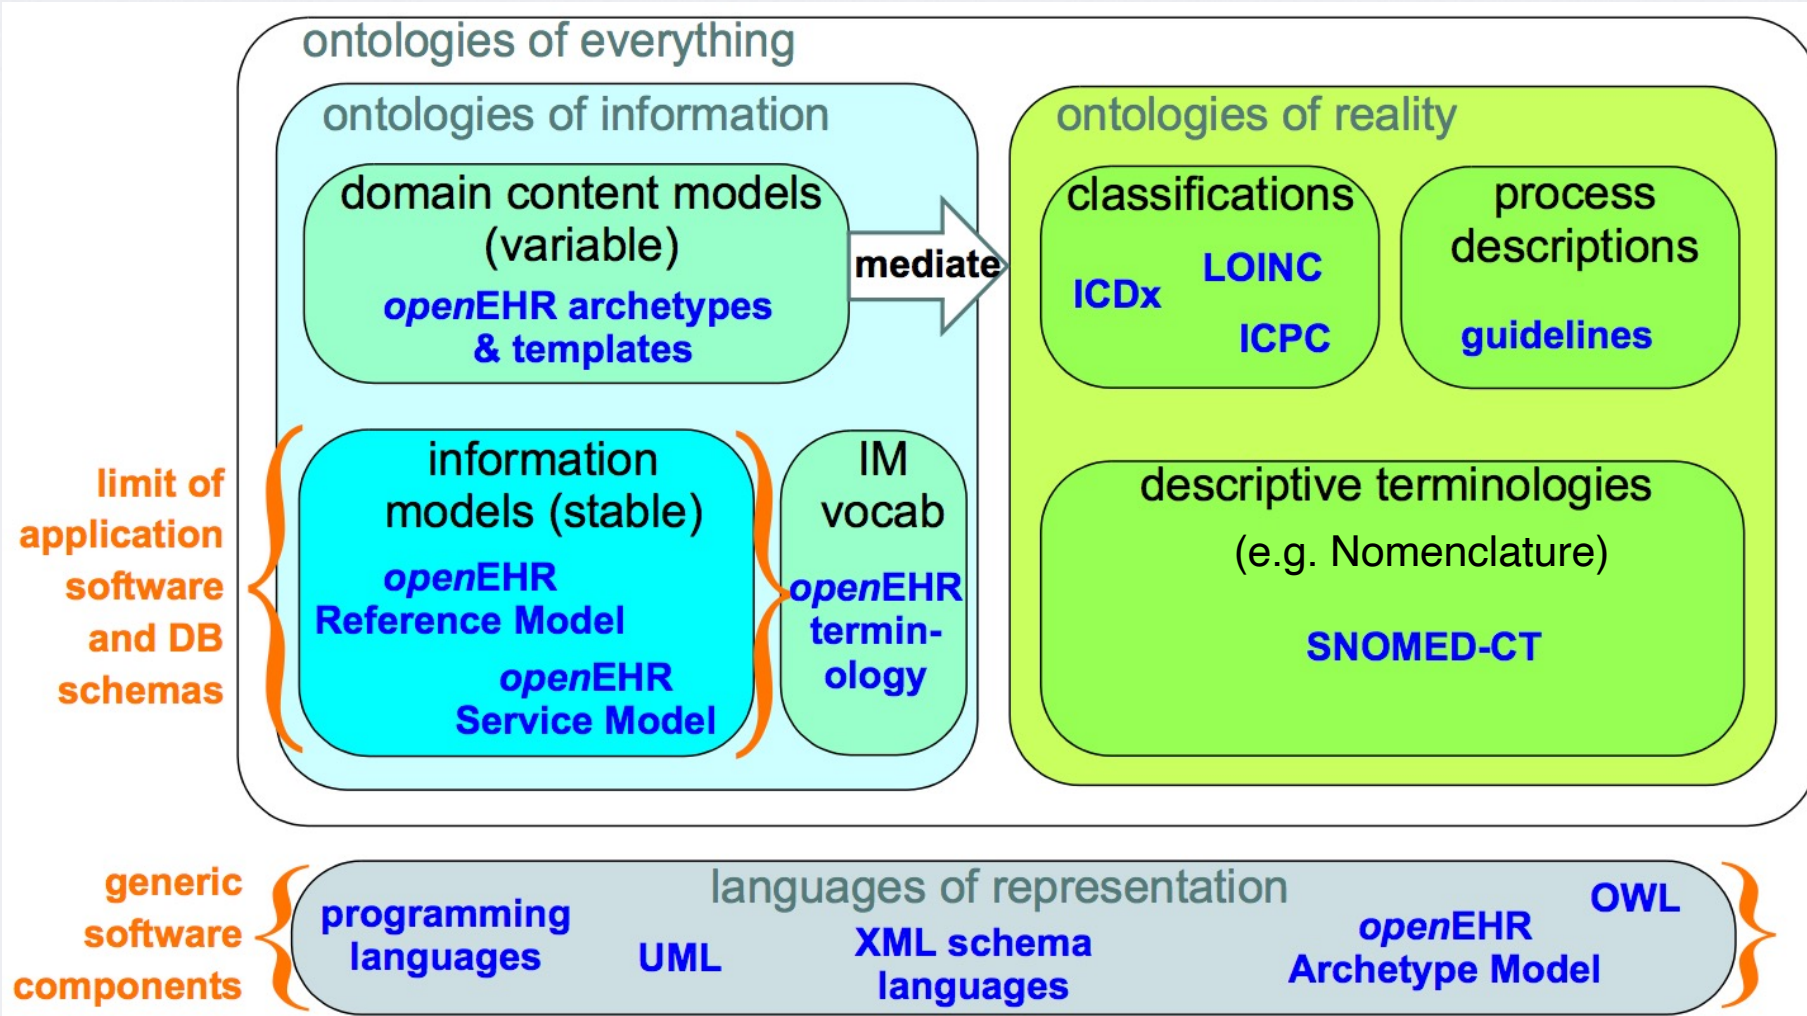 ontologies of everything
ontologies of information
domain content models
(variable)
openEHR archetypes
& templates
mediate
ontologies of reality
classifications
ICDx
LOINC
ICPC
process
descriptions
guidelines
limit of
application
software
and DB
schemas
information
models (stable)
openEHR
Reference Model
openEHR
Service Model
IM
vocab
openEHR
termin-
ology
descriptive terminologies
(e.g. Nomenclature)
SNOMED-CT
generic
software
components
languages of representation
programming
languages
UML
XML schema
languages
openEHR
Archetype Model
OWL